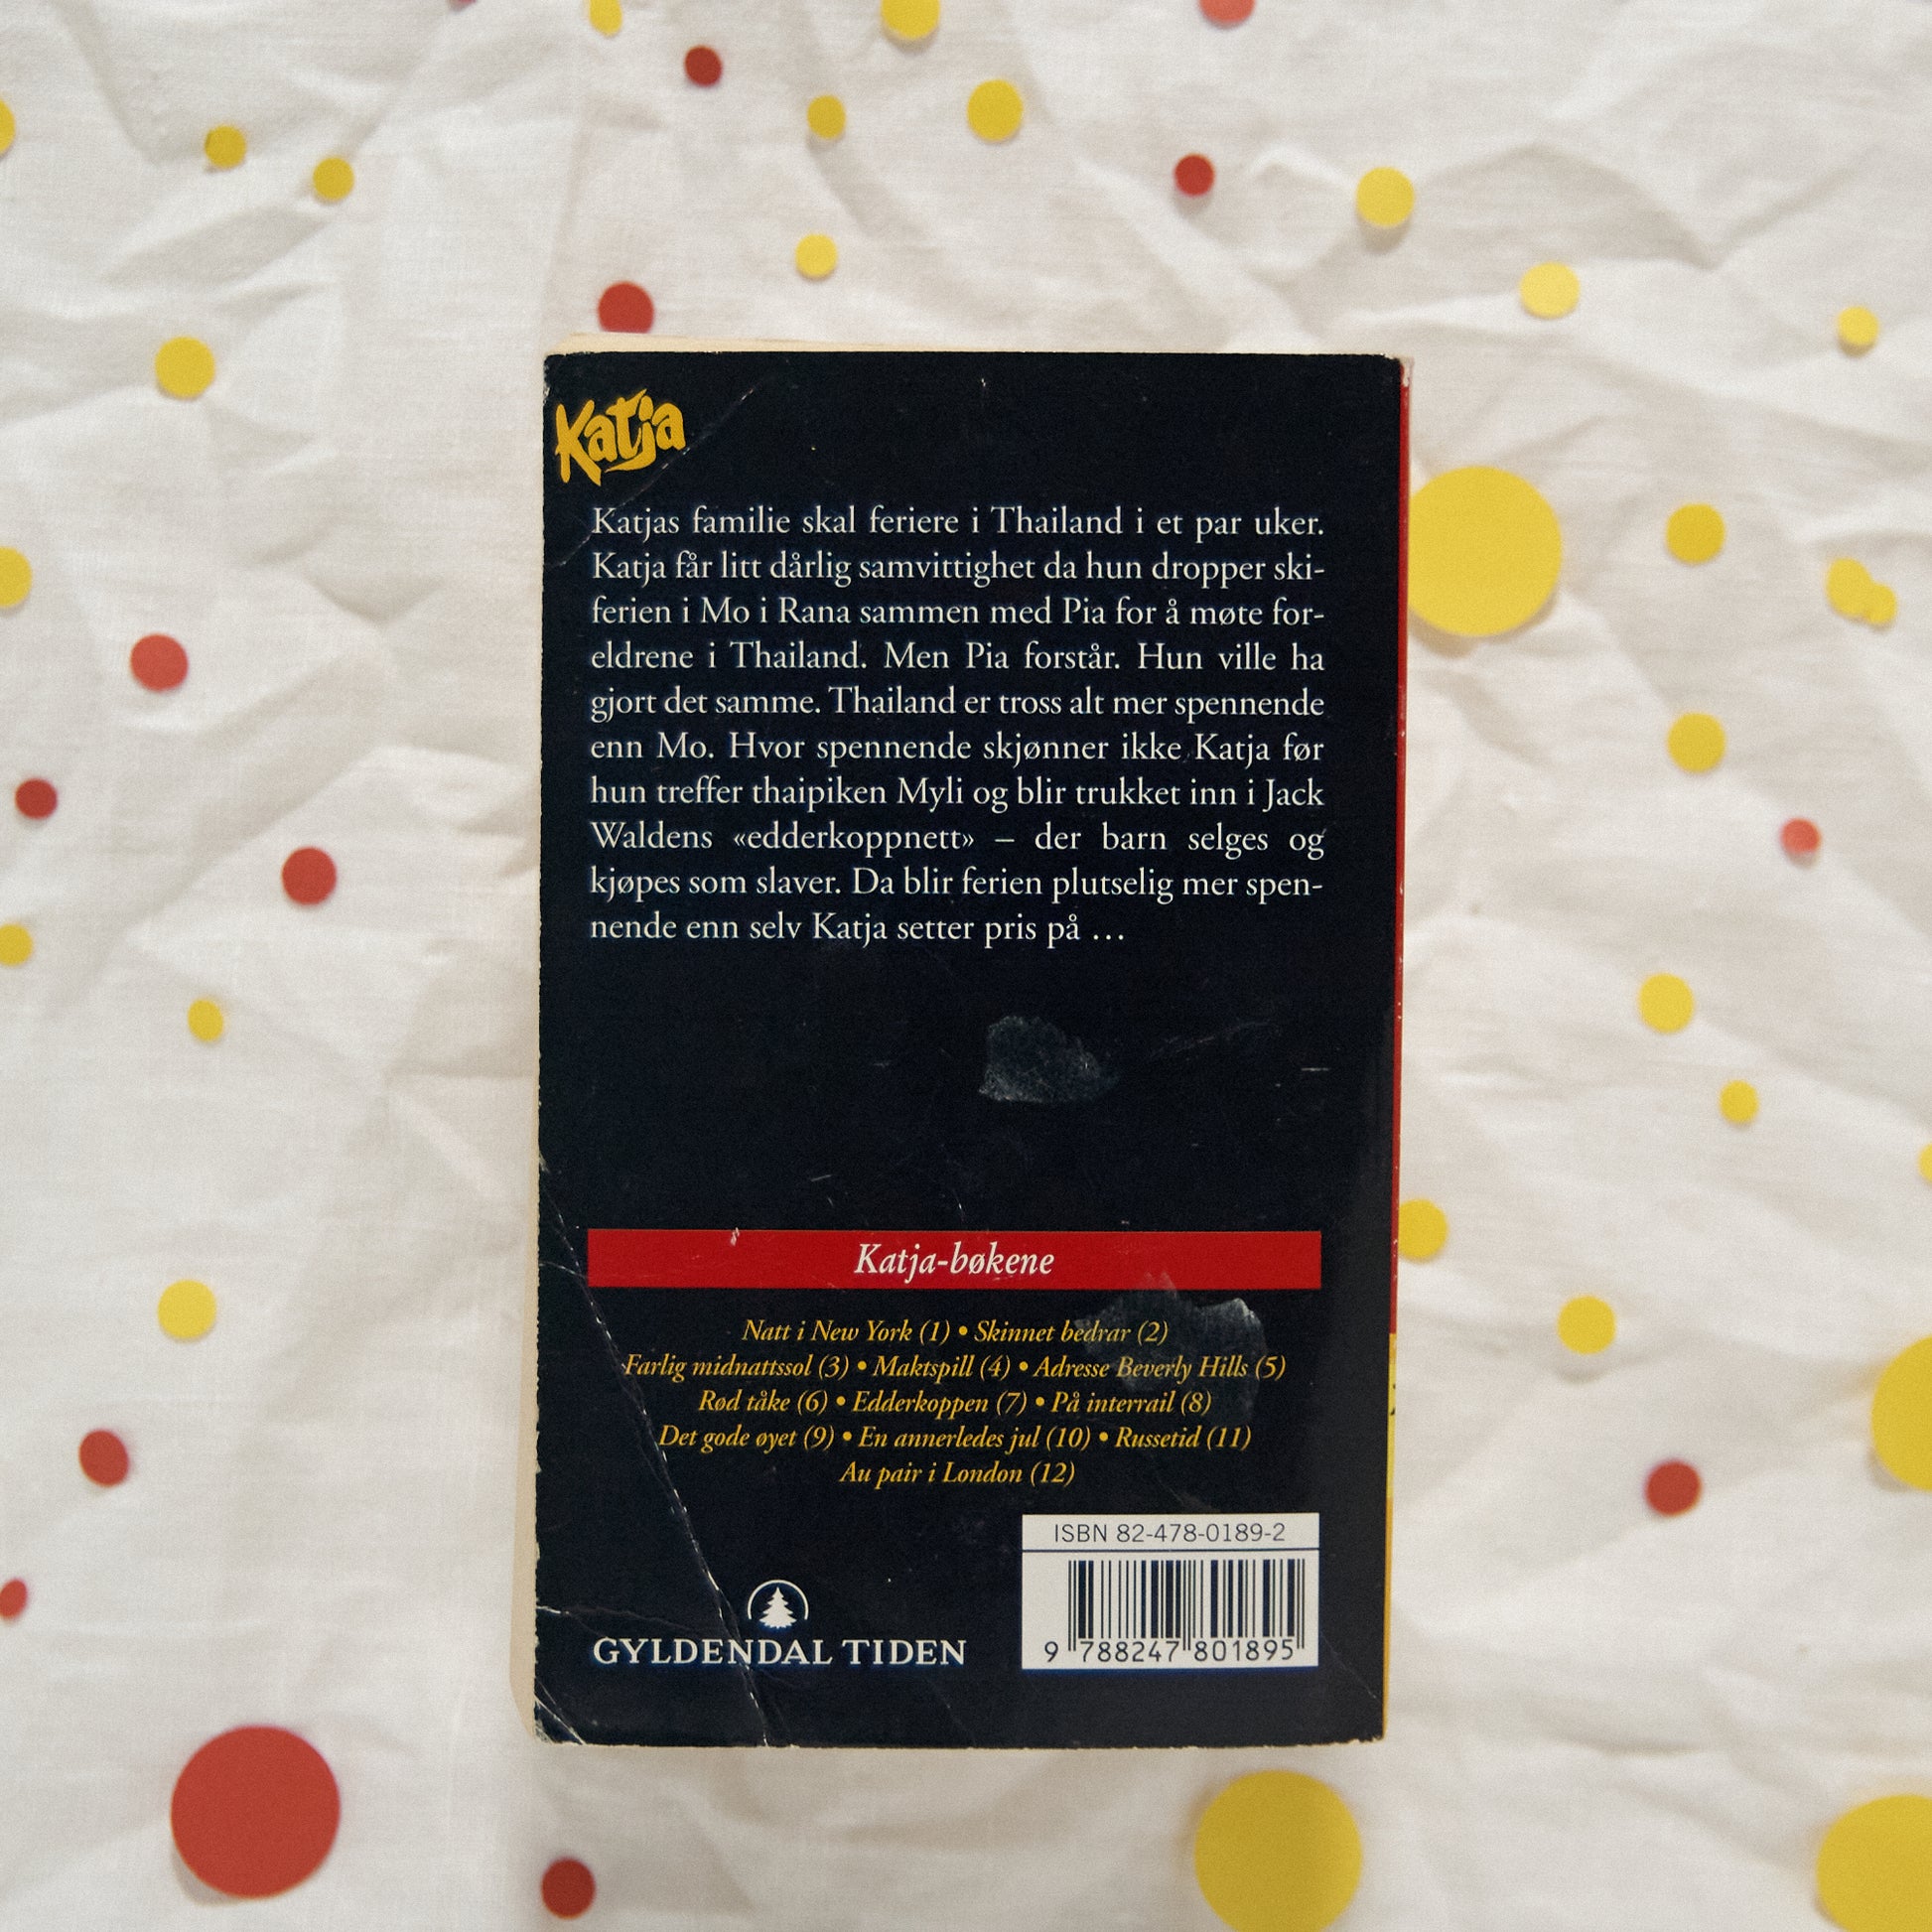 Katja
Katjas familie skal feriere i Thailand i et par uker.
Katja får litt dårlig samvittighet da hun dropper ski-
ferien i Mo i Rana sammen med Pia for å møte for-
eldrene i Thailand. Men Pia forstår. Hun ville ha
gjort det samme. Thailand er tross alt mer spennende
enn Mo. Hvor spennende skjønner ikke Katja før
hun treffer thaipiken Myli og blir trukket inn i Jack
Waldens «edderkoppnett» – der barn selges og
kjøpes som slaver. Da blir ferien plutselig mer spen-
nende enn selv Katja setter pris på …
Katja-bøkene
Natt i New York (1) • Skinnet bedrar (2)
Farlig midnattssol (3) • Maktspill (4) • Adresse Beverly Hills (5)
Rød tåke (6) • Edderkoppen (7) • På interrail (8)
Det gode øyet (9) • En annerledes jul (10) • Russetid (11)
Au pair i London (12)
ISBN 82-478-0189-2
9 788247 801895
GYLDENDAL TIDEN